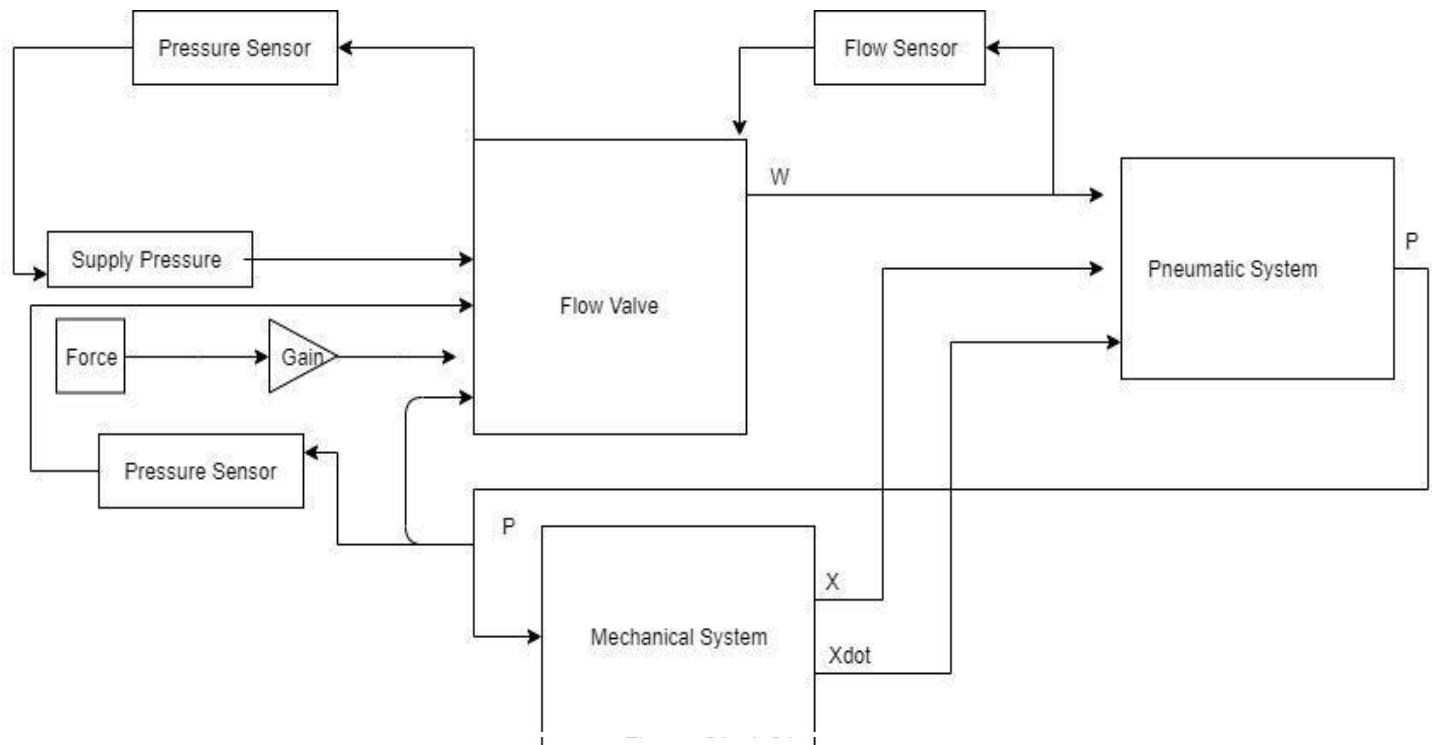 Pressure Sensor
Flow Sensor
W
P
Supply Pressure
Pneumatic System
Flow Valve
Force
Gain
Pressure Sensor
P
X
Mechanical System
Xdot